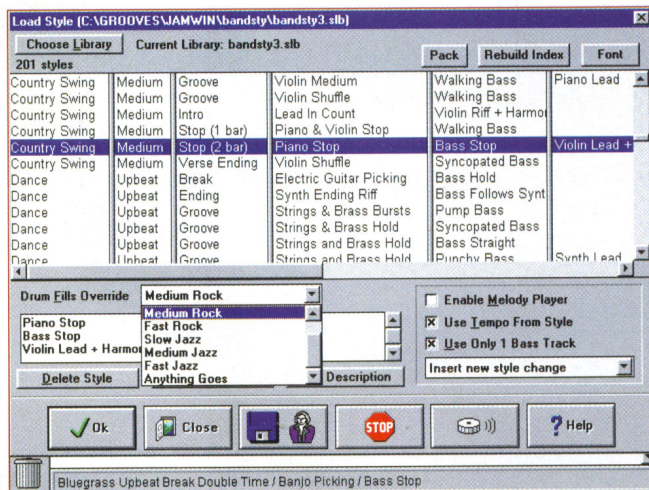 Load Style (C:\GROOVES\JAMWIN\bandsty\bandsty3.slb)
Choose Library Current Library: bandsty3.slb
201 styles Pack Rebuild Index Font
Country Swing Medium Groove Violin Medium Walking Bass Piano Lead
Country Swing Medium Groove Violin Shuffle Walking Bass
Country Swing Medium Intro Lead In Count Violin Riff + Harmo
Country Swing Medium Stop (1 bar) Piano & Violin Stop Walking Bass
Country Swing Medium Stop (2 bar) Piano Stop Bass Stop Violin Lead +
Country Swing Medium Verse Ending Violin Shuffle Syncopated Bass
Dance Upbeat Break Electric Guitar Picking Bass Hold
Dance Upbeat Ending Synth Ending Riff Bass Follows Synt
Dance Upbeat Groove Strings & Brass Bursts Pump Bass
Dance Upbeat Groove Strings & Brass Hold Syncopated Bass
Dance Upbeat Groove Strings and Brass Hold Bass Straight
Dance Upbeat Groove Strings and Brass Hold Punchy Bass Synth Lead
Drum Fills Override Medium Rock
Medium Rock
Fast Rock
Slow Jazz
Medium Jazz
Fast Jazz
Anything Goes
Piano Stop
Bass Stop
Violin Lead + Harmo
Enable Melody Player
Use Tempo From Style
Use Only 1 Bass Track
Insert new style change
Delete Style Description
Ok Close STOP ? Help
Bluegrass Upbeat Break Double Time / Banjo Picking / Bass Stop